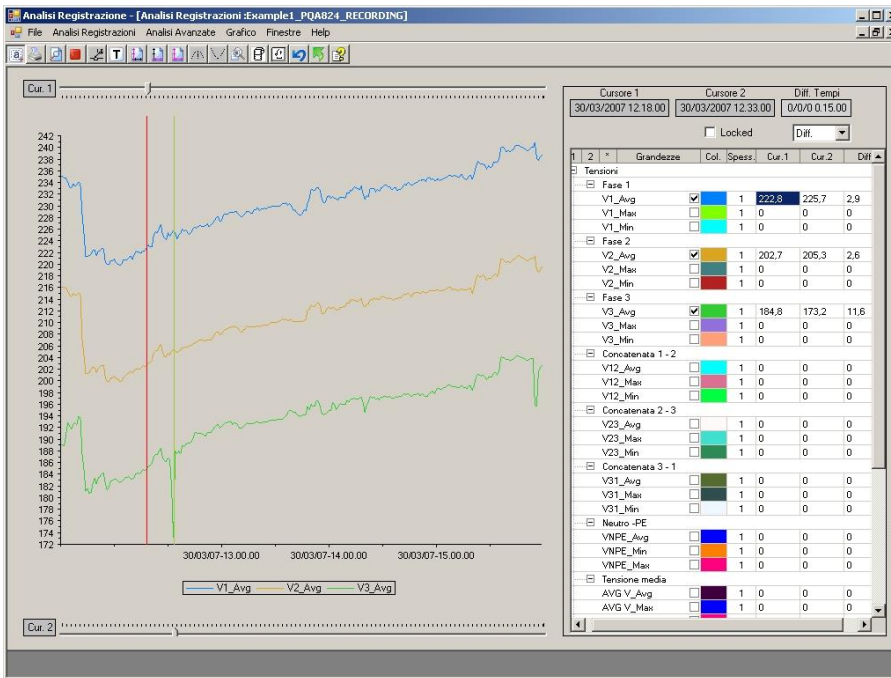 Analisi Registrazione - [Analisi Registrazioni :Example1_PQA824_RECORDING]
File Analisi Registrazioni Analisi Avanzate Grafico Finestre Help
Cur. 1
242
240
238
236
234
232
230
228
226
224
222
220
218
216
214
212
210
208
206
204
202
200
198
196
194
192
190
188
186
184
182
180
178
176
174
172
30/03/07-13.00.00 30/03/07-14.00.00 30/03/07-15.00.00
V1_Avg V2_Avg V3_Avg
Cur. 2
Cursore 1 Cursore 2 Diff. Tempi
30/03/2007 12.18.00 30/03/2007 12.33.00 0/0/0 0.15.00
Locked Diff.
1 2 * Grandezze Col. Spess. Cur.1 Cur.2 Diff
Tensioni
Fase 1
V1_Avg 1 222,8 225,7 2,9
V1_Max 1 0 0 0
V1_Min 1 0 0 0
Fase 2
V2_Avg 1 202,7 205,3 2,6
V2_Max 1 0 0 0
V2_Min 1 0 0 0
Fase 3
V3_Avg 1 184,8 173,2 11,6
V3_Max 1 0 0 0
V3_Min 1 0 0 0
Concatenata 1 - 2
V12_Avg 1 0 0 0
V12_Max 1 0 0 0
V12_Min 1 0 0 0
Concatenata 2 - 3
V23_Avg 1 0 0 0
V23_Max 1 0 0 0
V23_Min 1 0 0 0
Concatenata 3 - 1
V31_Avg 1 0 0 0
V31_Max 1 0 0 0
V31_Min 1 0 0 0
Neutro -PE
VNPE_Avg 1 0 0 0
VNPE_Min 1 0 0 0
VNPE_Max 1 0 0 0
Tensione media
AVG V_Avg 1 0 0 0
AVG V_Max 1 0 0 0